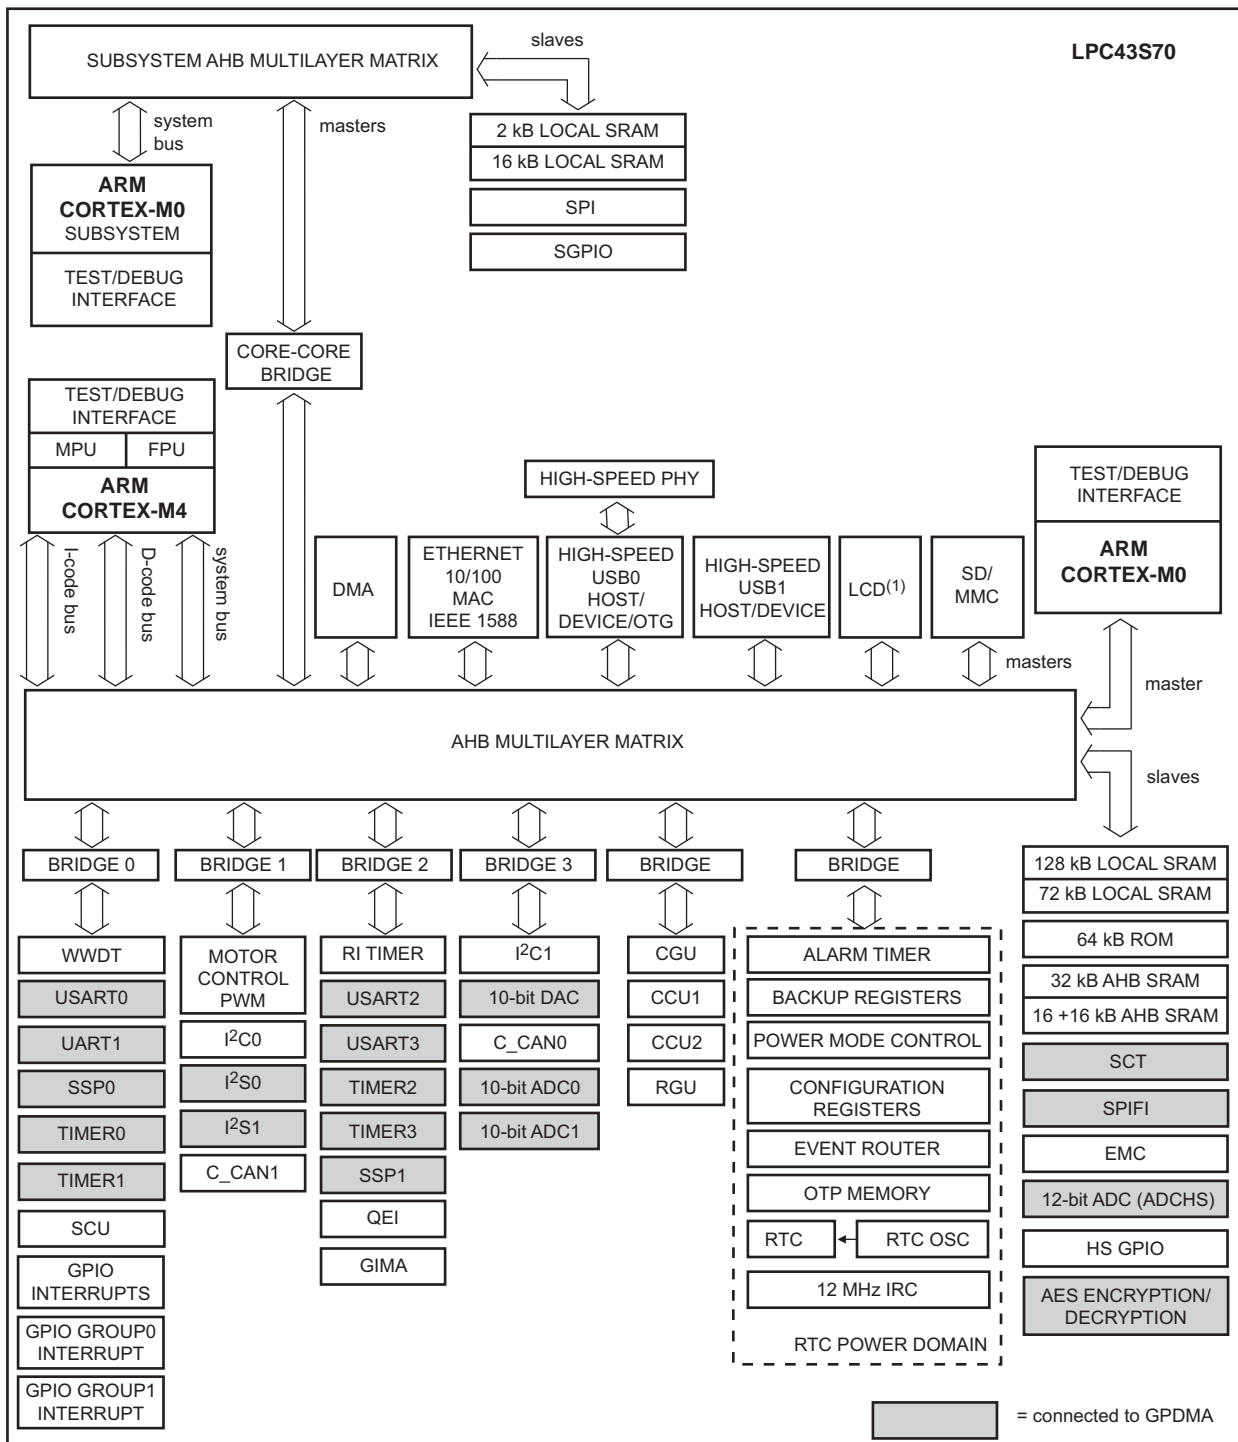 LPC43S70
SUBSYSTEM AHB MULTILAYER MATRIX
slaves
system
bus
masters
2 kB LOCAL SRAM
16 kB LOCAL SRAM
SPI
SGPIO
ARM
CORTEX-M0
SUBSYSTEM
TEST/DEBUG
INTERFACE
CORE-CORE
BRIDGE
TEST/DEBUG
INTERFACE
MPU
FPU
ARM
CORTEX-M4
I-code bus
D-code bus
system bus
HIGH-SPEED PHY
DMA
ETHERNET
10/100
MAC
IEEE 1588
HIGH-SPEED
USB0
HOST/
DEVICE/OTG
HIGH-SPEED
USB1
HOST/DEVICE
LCD(1)
SD/
MMC
TEST/DEBUG
INTERFACE
ARM
CORTEX-M0
masters
master
AHB MULTILAYER MATRIX
slaves
BRIDGE 0
BRIDGE 1
BRIDGE 2
BRIDGE 3
BRIDGE
BRIDGE
WWDT
USART0
UART1
SSP0
TIMER0
TIMER1
SCU
GPIO
INTERRUPTS
GPIO GROUP0
INTERRUPT
GPIO GROUP1
INTERRUPT
MOTOR
CONTROL
PWM
I2C0
I2S0
I2S1
C_CAN1
RI TIMER
USART2
USART3
TIMER2
TIMER3
SSP1
QEI
GIMA
I2C1
10-bit DAC
C_CAN0
10-bit ADC0
10-bit ADC1
CGU
CCU1
CCU2
RGU
ALARM TIMER
BACKUP REGISTERS
POWER MODE CONTROL
CONFIGURATION
REGISTERS
EVENT ROUTER
OTP MEMORY
RTC
RTC OSC
12 MHz IRC
RTC POWER DOMAIN
128 kB LOCAL SRAM
72 kB LOCAL SRAM
64 kB ROM
32 kB AHB SRAM
16 +16 kB AHB SRAM
SCT
SPIFI
EMC
12-bit ADC (ADCHS)
HS GPIO
AES ENCRYPTION/
DECRYPTION
= connected to GPDMA